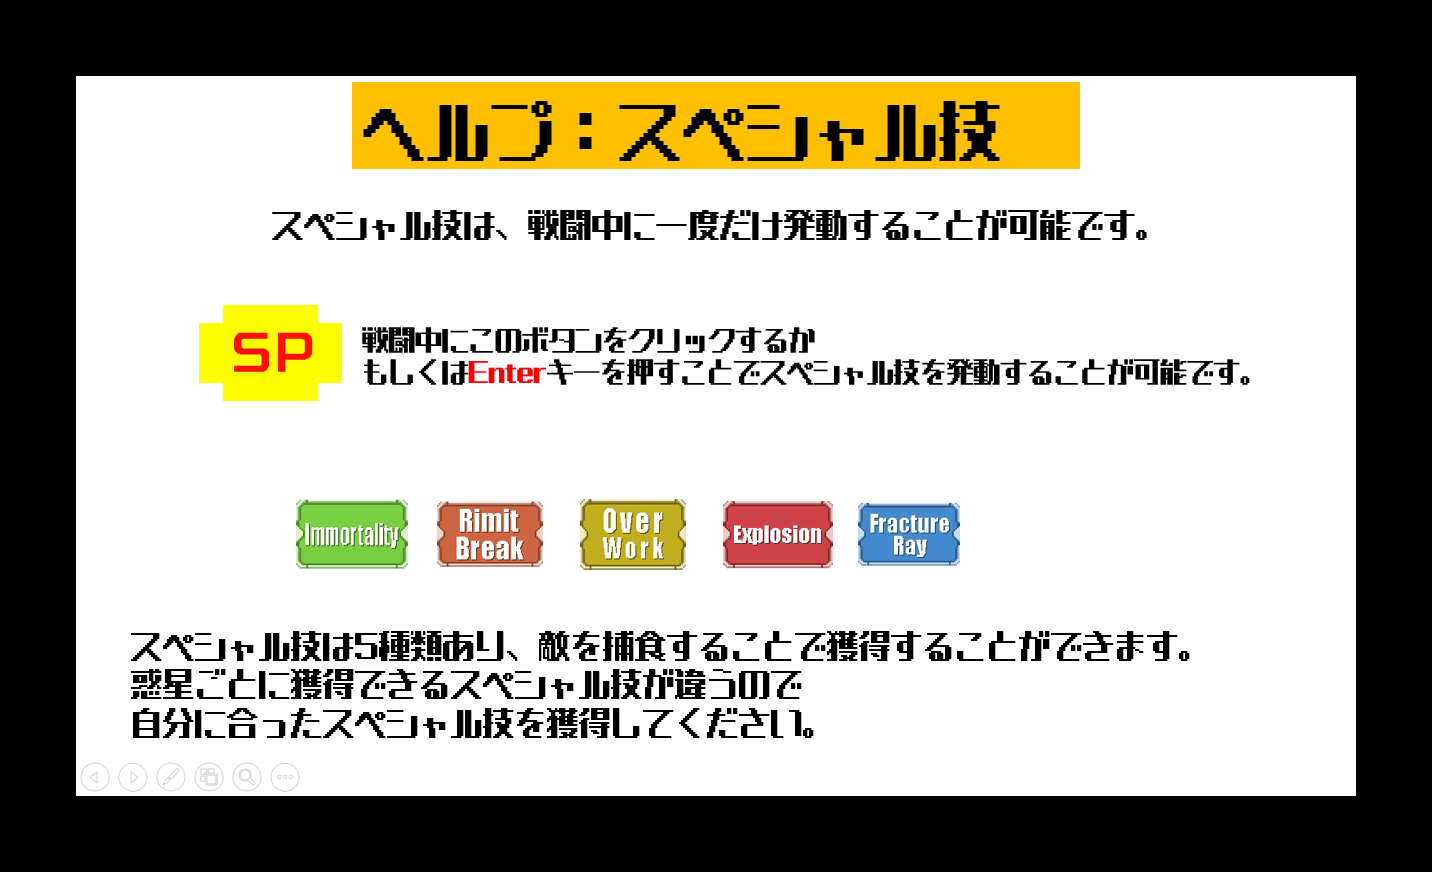 ヘルプ：スペシャル技
スペシャル技は、戦闘中に一度だけ発動することが可能です。
SP
戦闘中にこのボタンをクリックするか
もしくはEnterキーを押すことでスペシャル技を発動することが可能です。
Immortality
Rimit
Break
Over
Work
Explosion
Fracture
Ray
スペシャル技は5種類あり、敵を捕食することで獲得することができます。
惑星ごとに獲得できるスペシャル技が違うので
自分に合ったスペシャル技を獲得してください。